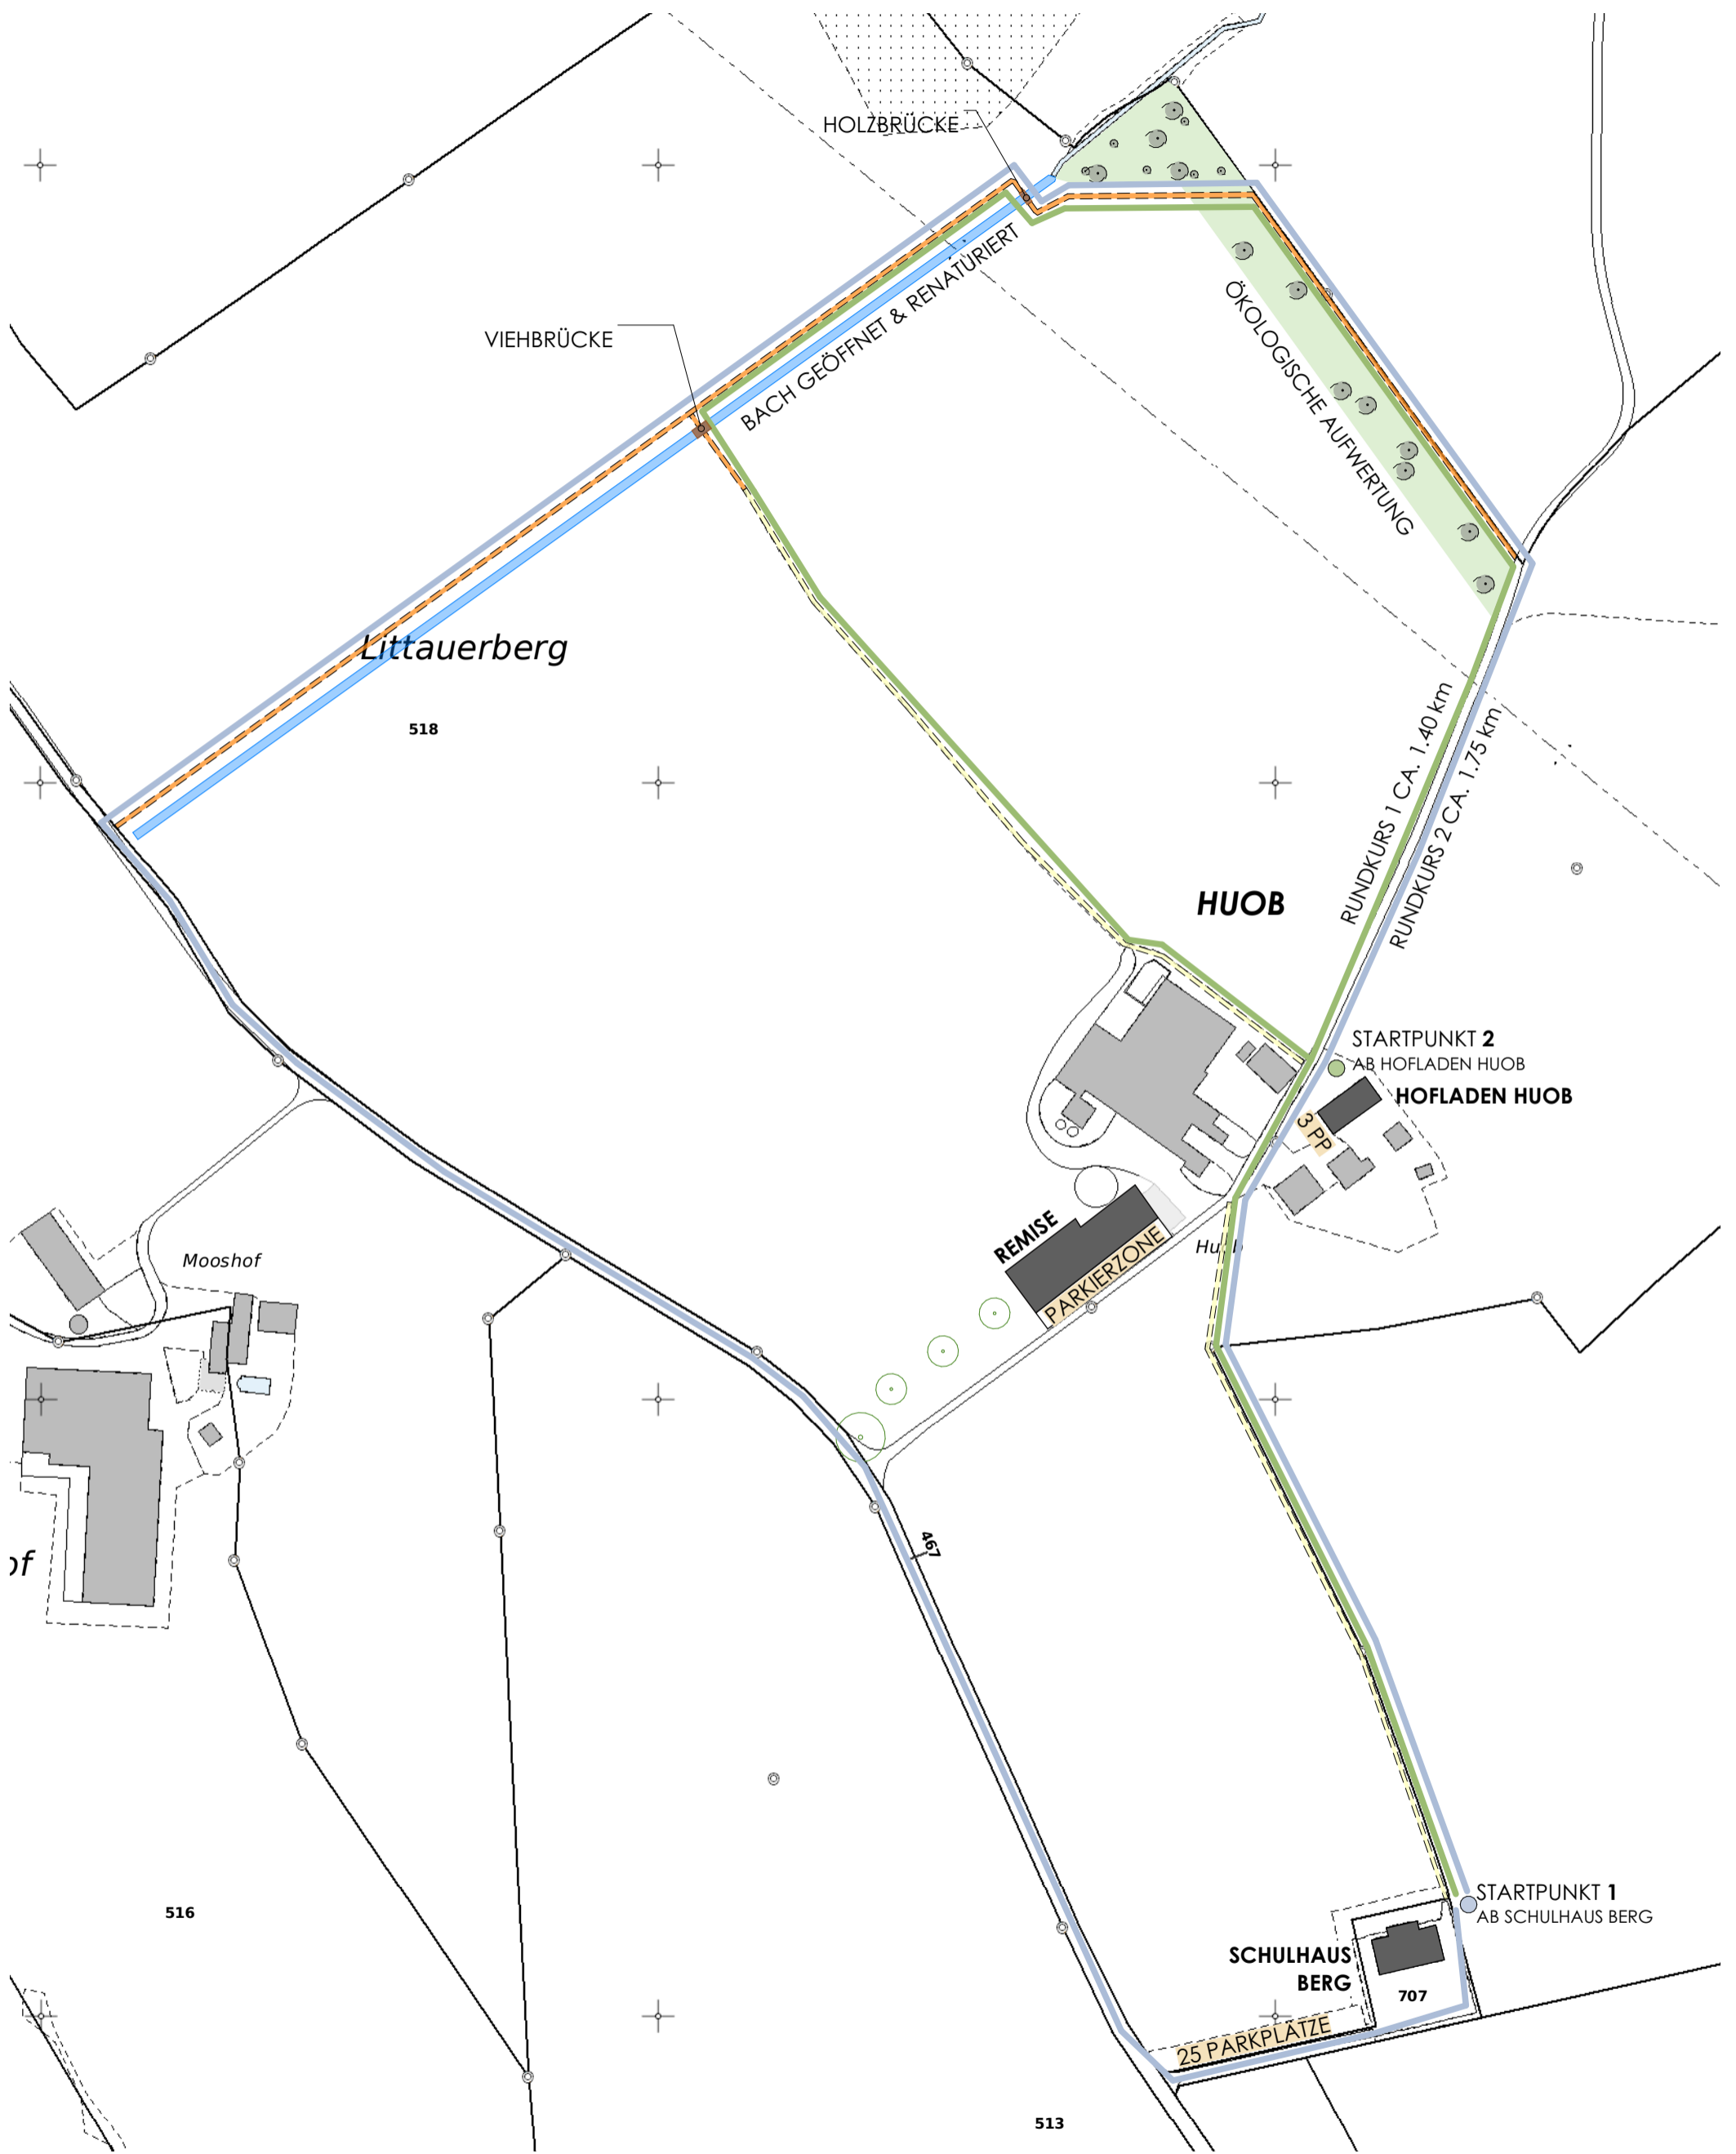 HOLZBRÜCKE
VIEHBRÜCKE
BACH GEÖFFNET & RENATURIERT
ÖKOLOGISCHE AUFWERTUNG
Littauerberg
518
RUNDKURS 1 CA. 1.40 km
RUNDKURS 2 CA. 1.75 km
HUOB
STARTPUNKT 2
AB HOFLADEN HUOB
HOFLADEN HUOB
3 PP
REMISE
PARKIERZONE
Huob
Mooshof
467
of
STARTPUNKT 1
AB SCHULHAUS BERG
516
SCHULHAUS
BERG
707
25 PARKPLÄTZE
513